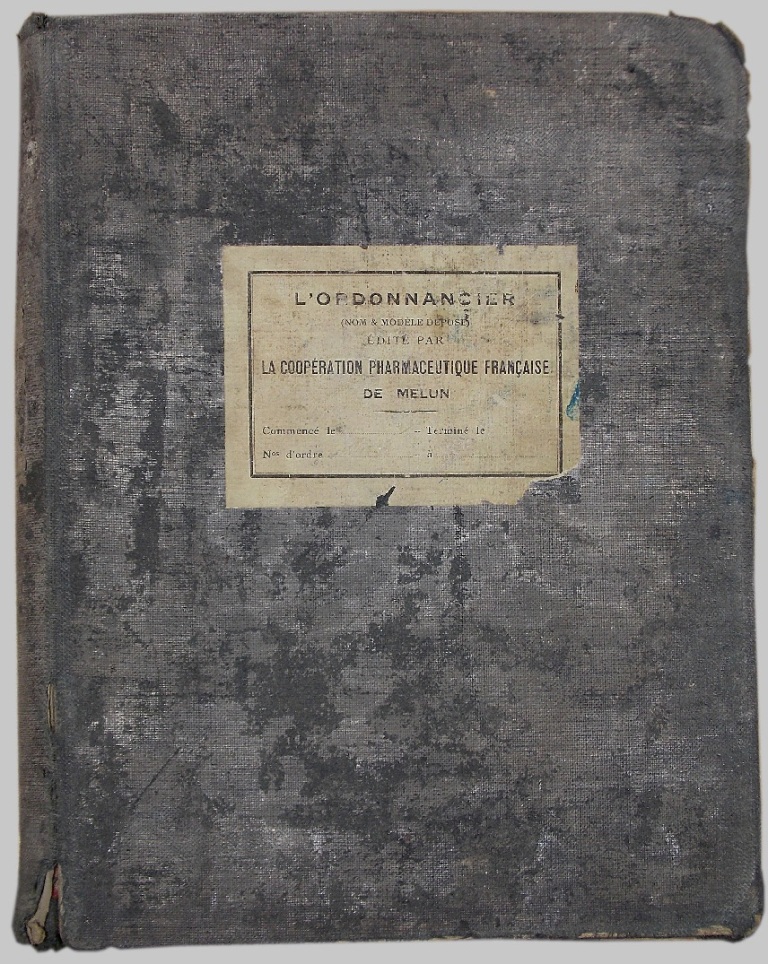 L'ORDONNANCIER
(NOM & MODÈLE DÉPOSÉ)
ÉDITÉ PAR
LA COOPÉRATION PHARMACEUTIQUE FRANÇAISE
DE MELUN
Commencé le - Terminé le
Nos d'ordre à